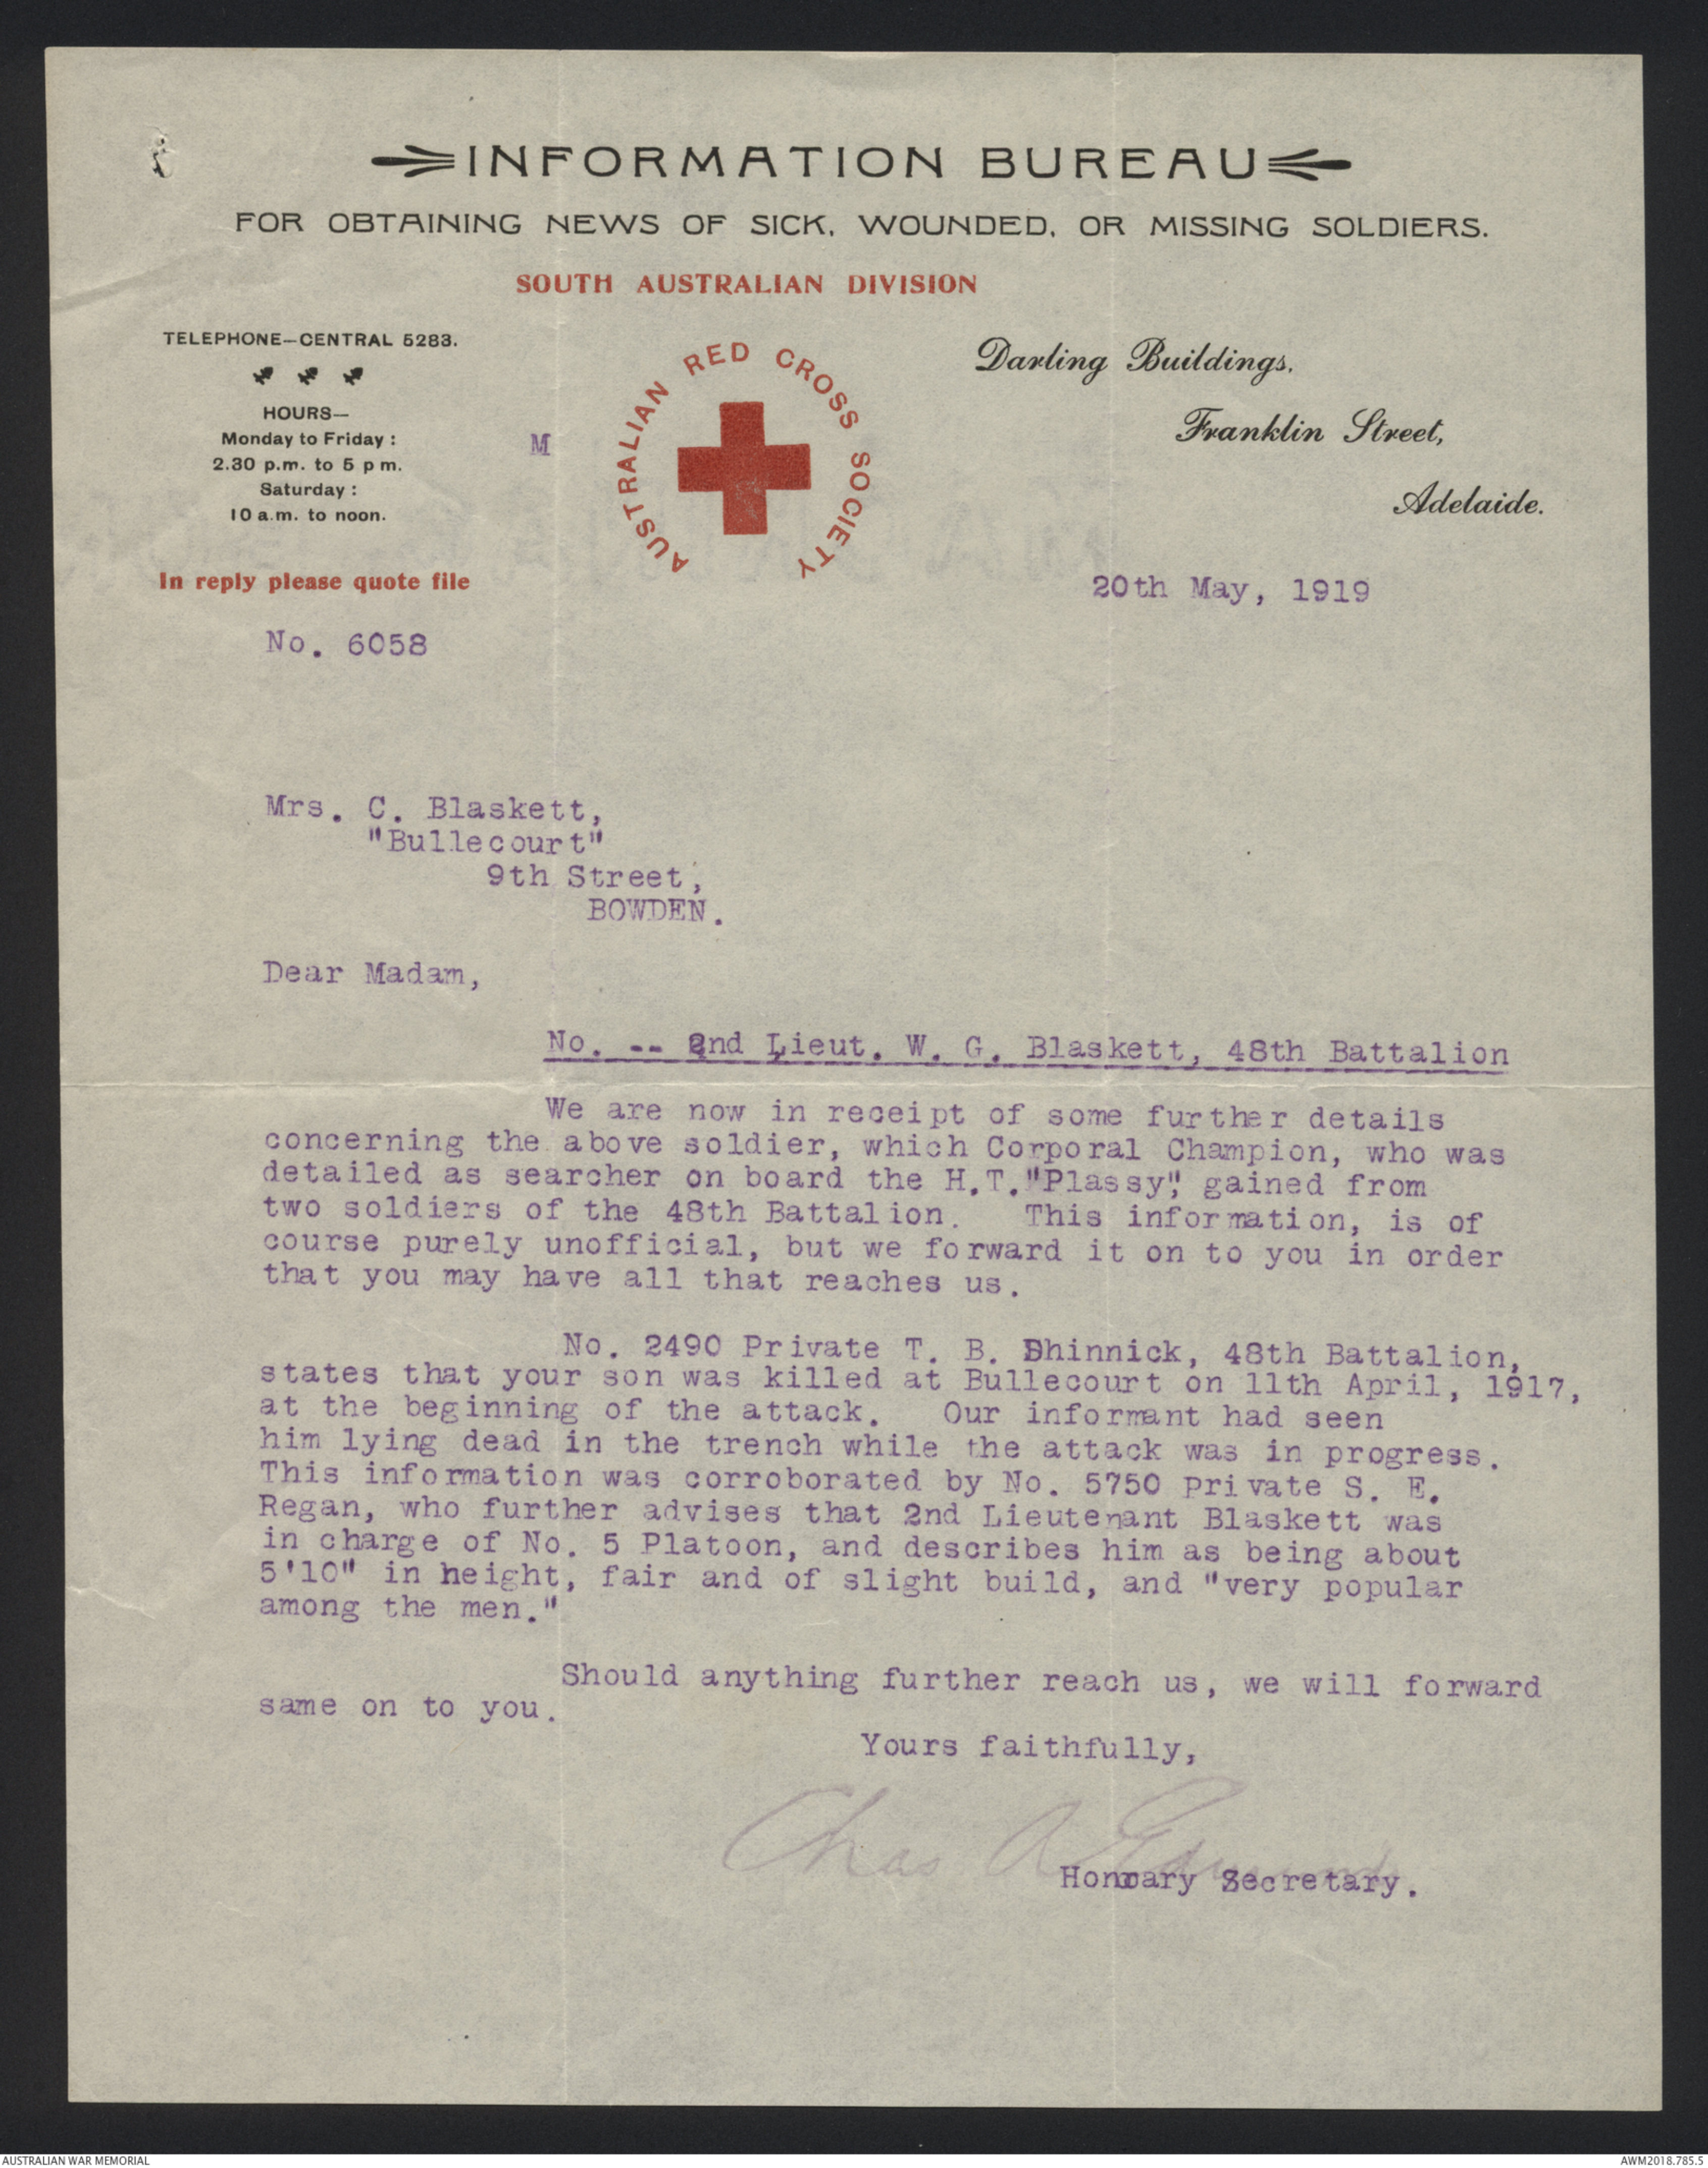 INFORMATION BUREAU
FOR OBTAINING NEWS OF SICK, WOUNDED, OR MISSING SOLDIERS.
SOUTH AUSTRALIAN DIVISION
TELEPHONE—CENTRAL 5283.
HOURS—
Monday to Friday :
2.30 p.m. to 5 p m.
Saturday :
10 a.m. to noon.
In reply please quote file
No. 6058
M
AUSTRALIAN RED CROSS SOCIETY
Darling Buildings,
Franklin Street,
Adelaide.
20th May, 1919
Mrs. C. Blaskett,
"Bullecourt"
9th Street,
BOWDEN.
Dear Madam,
No. -- 2nd Lieut. W. G. Blaskett, 48th Battalion
We are now in receipt of some further details
concerning the above soldier, which Corporal Champion, who was
detailed as searcher on board the H.T."Plassy", gained from
two soldiers of the 48th Battalion. This information, is of
course purely unofficial, but we forward it on to you in order
that you may have all that reaches us.
No. 2490 Private T. B. Shinnick, 48th Battalion,
states that your son was killed at Bullecourt on 11th April, 1917,
at the beginning of the attack. Our informant had seen
him lying dead in the trench while the attack was in progress.
This information was corroborated by No. 5750 Private S. E.
Regan, who further advises that 2nd Lieutenant Blaskett was
in charge of No. 5 Platoon, and describes him as being about
5'10" in height, fair and of slight build, and "very popular
among the men."
Should anything further reach us, we will forward
same on to you.
Yours faithfully,
Chas A
Honorary Secretary.
AUSTRALIAN WAR MEMORIAL
AWM2018.785.5